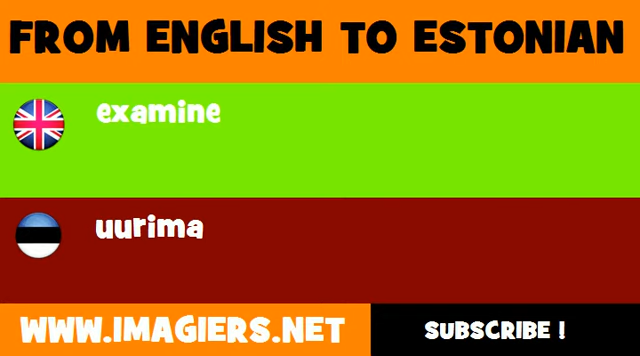 FROM ENGLISH TO ESTONIAN
examine
uurima
WWW.IMAGIERS.NET
SUBSCRIBE !